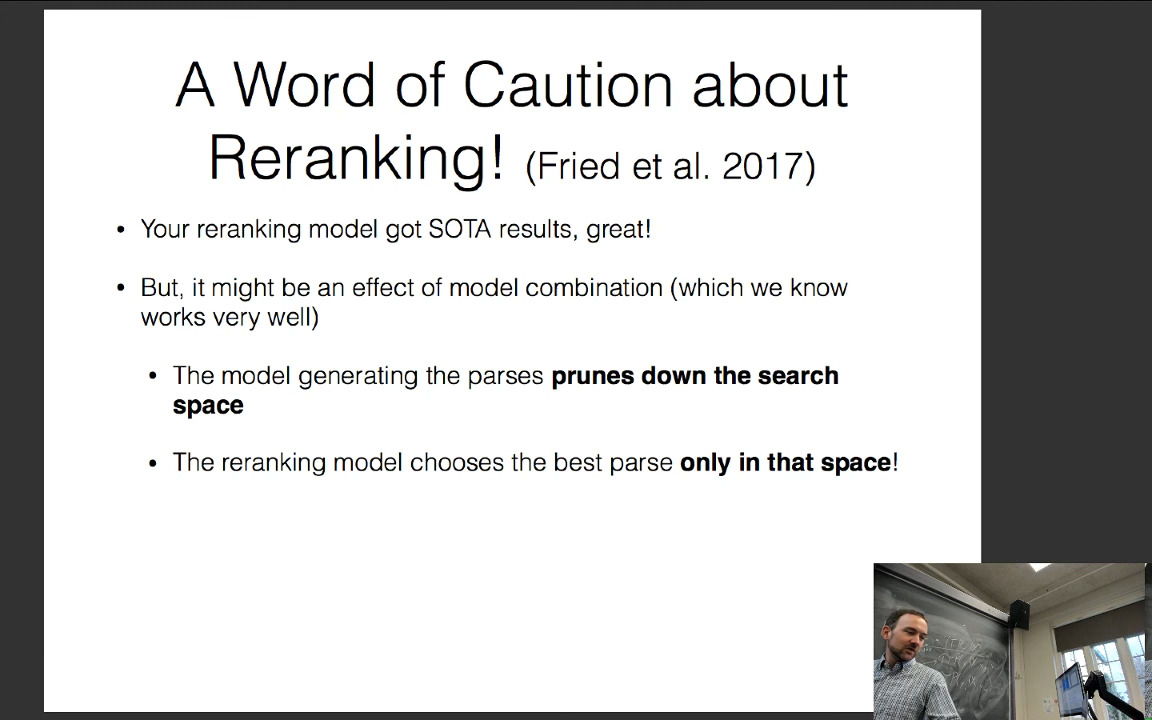 A Word of Caution about
Reranking! (Fried et al. 2017)
• Your reranking model got SOTA results, great!
• But, it might be an effect of model combination (which we know
works very well)
• The model generating the parses prunes down the search
space
• The reranking model chooses the best parse only in that space!